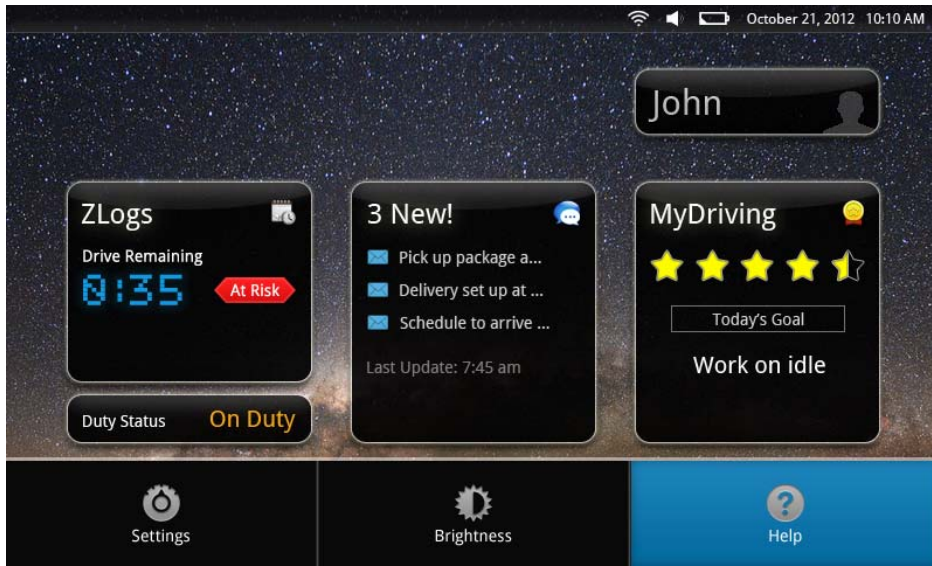 October 21, 2012 10:10 AM
John
ZLogs
Drive Remaining
0:35
At Risk
Duty Status On Duty
3 New!
Pick up package a...
Delivery set up at ...
Schedule to arrive ...
Last Update: 7:45 am
MyDriving
Today's Goal
Work on idle
Settings
Brightness
Help